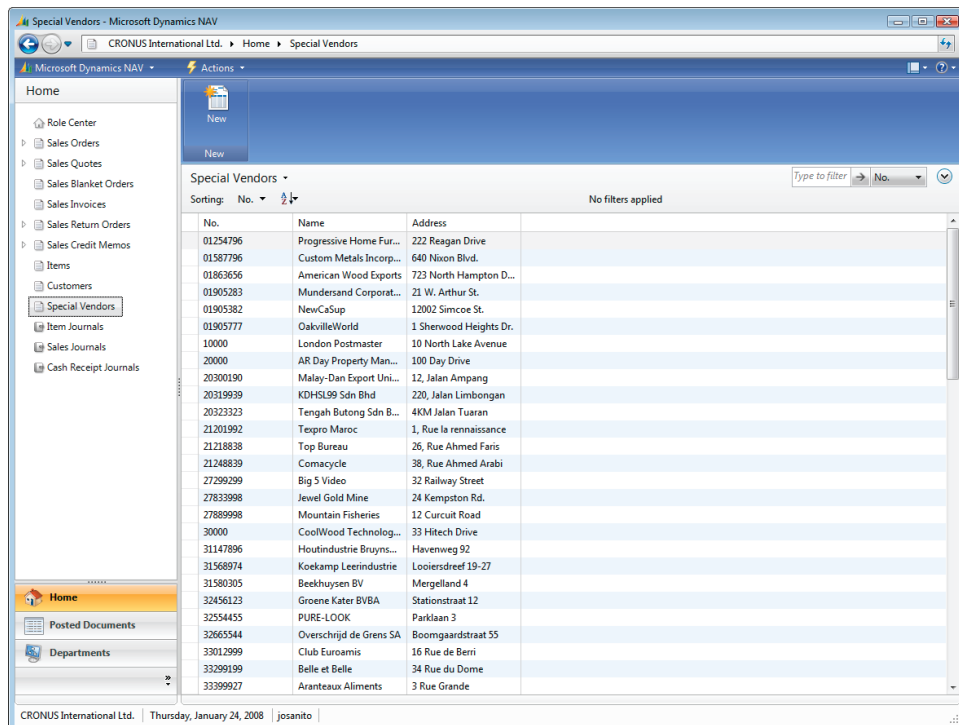 Special Vendors - Microsoft Dynamics NAV
CRONUS International Ltd. Home Special Vendors
Microsoft Dynamics NAV Actions
Home
Role Center
Sales Orders
Sales Quotes
Sales Blanket Orders
Sales Invoices
Sales Return Orders
Sales Credit Memos
Items
Customers
Special Vendors
Item Journals
Sales Journals
Cash Receipt Journals
Home
Posted Documents
Departments
New
New
Special Vendors
Type to filter No.
Sorting: No. No filters applied
No. Name Address
01254796 Progressive Home Fur... 222 Reagan Drive
01587796 Custom Metals Incorp... 640 Nixon Blvd.
01863656 American Wood Exports 723 North Hampton D...
01905283 Mundersand Corporat... 21 W. Arthur St.
01905382 NewCaSup 12002 Simcoe St.
01905777 OakvilleWorld 1 Sherwood Heights Dr.
10000 London Postmaster 10 North Lake Avenue
20000 AR Day Property Man... 100 Day Drive
20300190 Malay-Dan Export Uni... 12, Jalan Ampang
20319939 KDHSL99 Sdn Bhd 220, Jalan Limbongan
20323323 Tengah Butong Sdn B... 4KM Jalan Tuaran
21201992 Texpro Maroc 1, Rue la rennaissance
21218838 Top Bureau 26, Rue Ahmed Faris
21248839 Comacycle 38, Rue Ahmed Arabi
27299299 Big 5 Video 32 Railway Street
27833998 Jewel Gold Mine 24 Kempston Rd.
27889998 Mountain Fisheries 12 Curcuit Road
30000 CoolWood Technolog... 33 Hitech Drive
31147896 Houtindustrie Bruyns... Havenweg 92
31568974 Koekamp Leerindustrie Looiersdreef 19-27
31580305 Beekhuysen BV Mergelland 4
32456123 Groene Kater BVBA Stationstraat 12
32554455 PURE-LOOK Parklaan 3
32665544 Overschrijd de Grens SA Boomgaardstraat 55
33012999 Club Euroamis 16 Rue de Berri
33299199 Belle et Belle 34 Rue du Dome
33399927 Aranteaux Aliments 3 Rue Grande
CRONUS International Ltd. Thursday, January 24, 2008 josanito